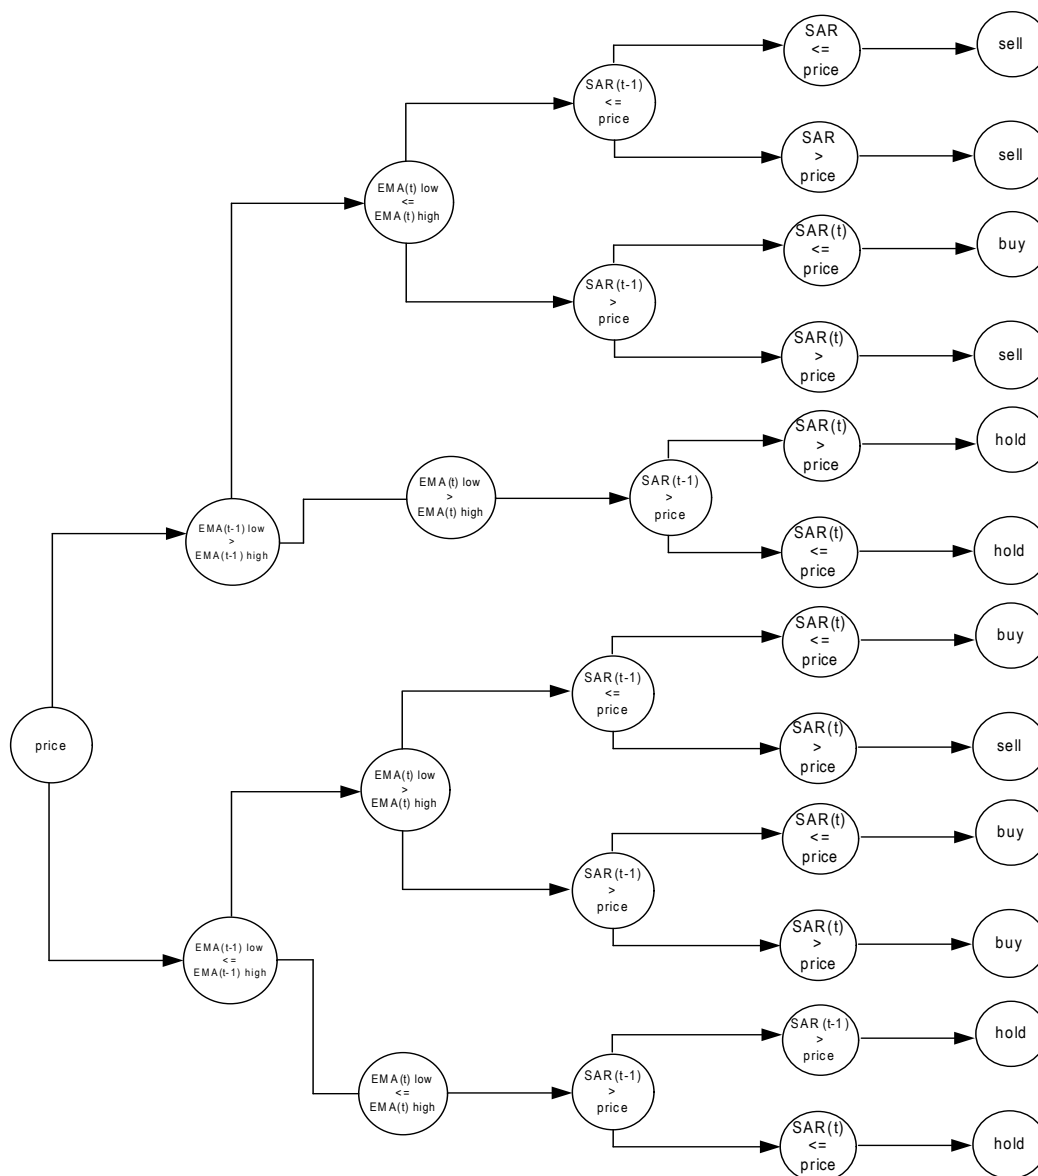 SAR
<=
price
sell
SAR(t-1)
<=
price
SAR
>
price
sell
EMA(t) low
<=
EMA(t) high
SAR(t)
<=
price
buy
SAR(t-1)
>
price
SAR(t)
>
price
sell
SAR(t)
>
price
hold
EMA(t) low
>
EMA(t) high
SAR(t-1)
>
price
EMA(t-1) low
>
EMA(t-1) high
SAR(t)
<=
price
hold
SAR(t)
<=
price
buy
SAR(t-1)
<=
price
price
SAR(t)
>
price
sell
EMA(t) low
>
EMA(t) high
SAR(t)
<=
price
buy
SAR(t-1)
>
price
SAR(t)
>
price
buy
EMA(t-1) low
<=
EMA(t-1) high
SAR(t-1)
>
price
hold
EMA(t) low
<=
EMA(t) high
SAR(t-1)
>
price
SAR(t)
<=
price
hold